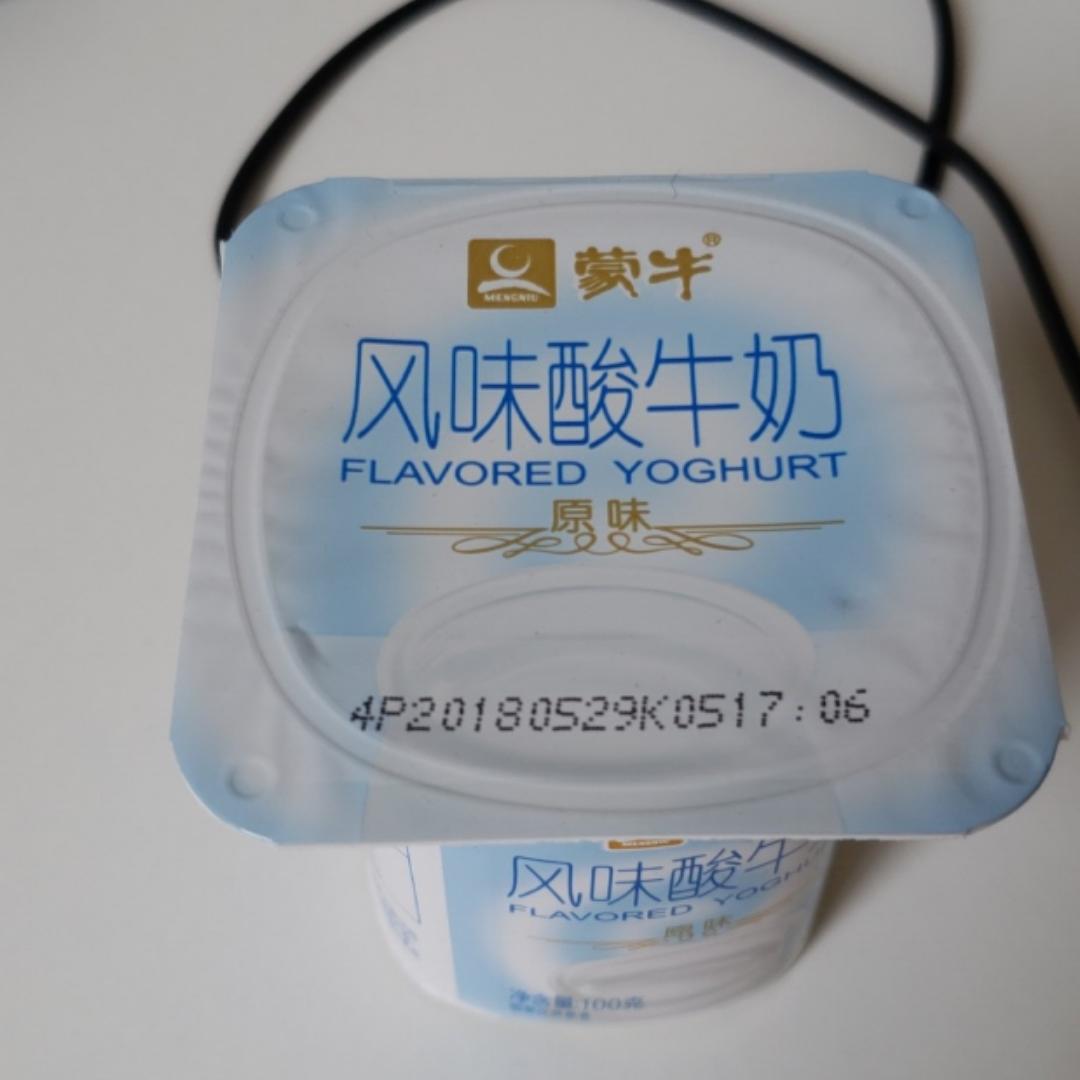 MENGNIU 蒙牛®
风味酸牛奶
FLAVORED YOGHURT
原味
4P20180529K0517:06
风味酸牛
FLAVORED YOGHU
原味
净含量:100克